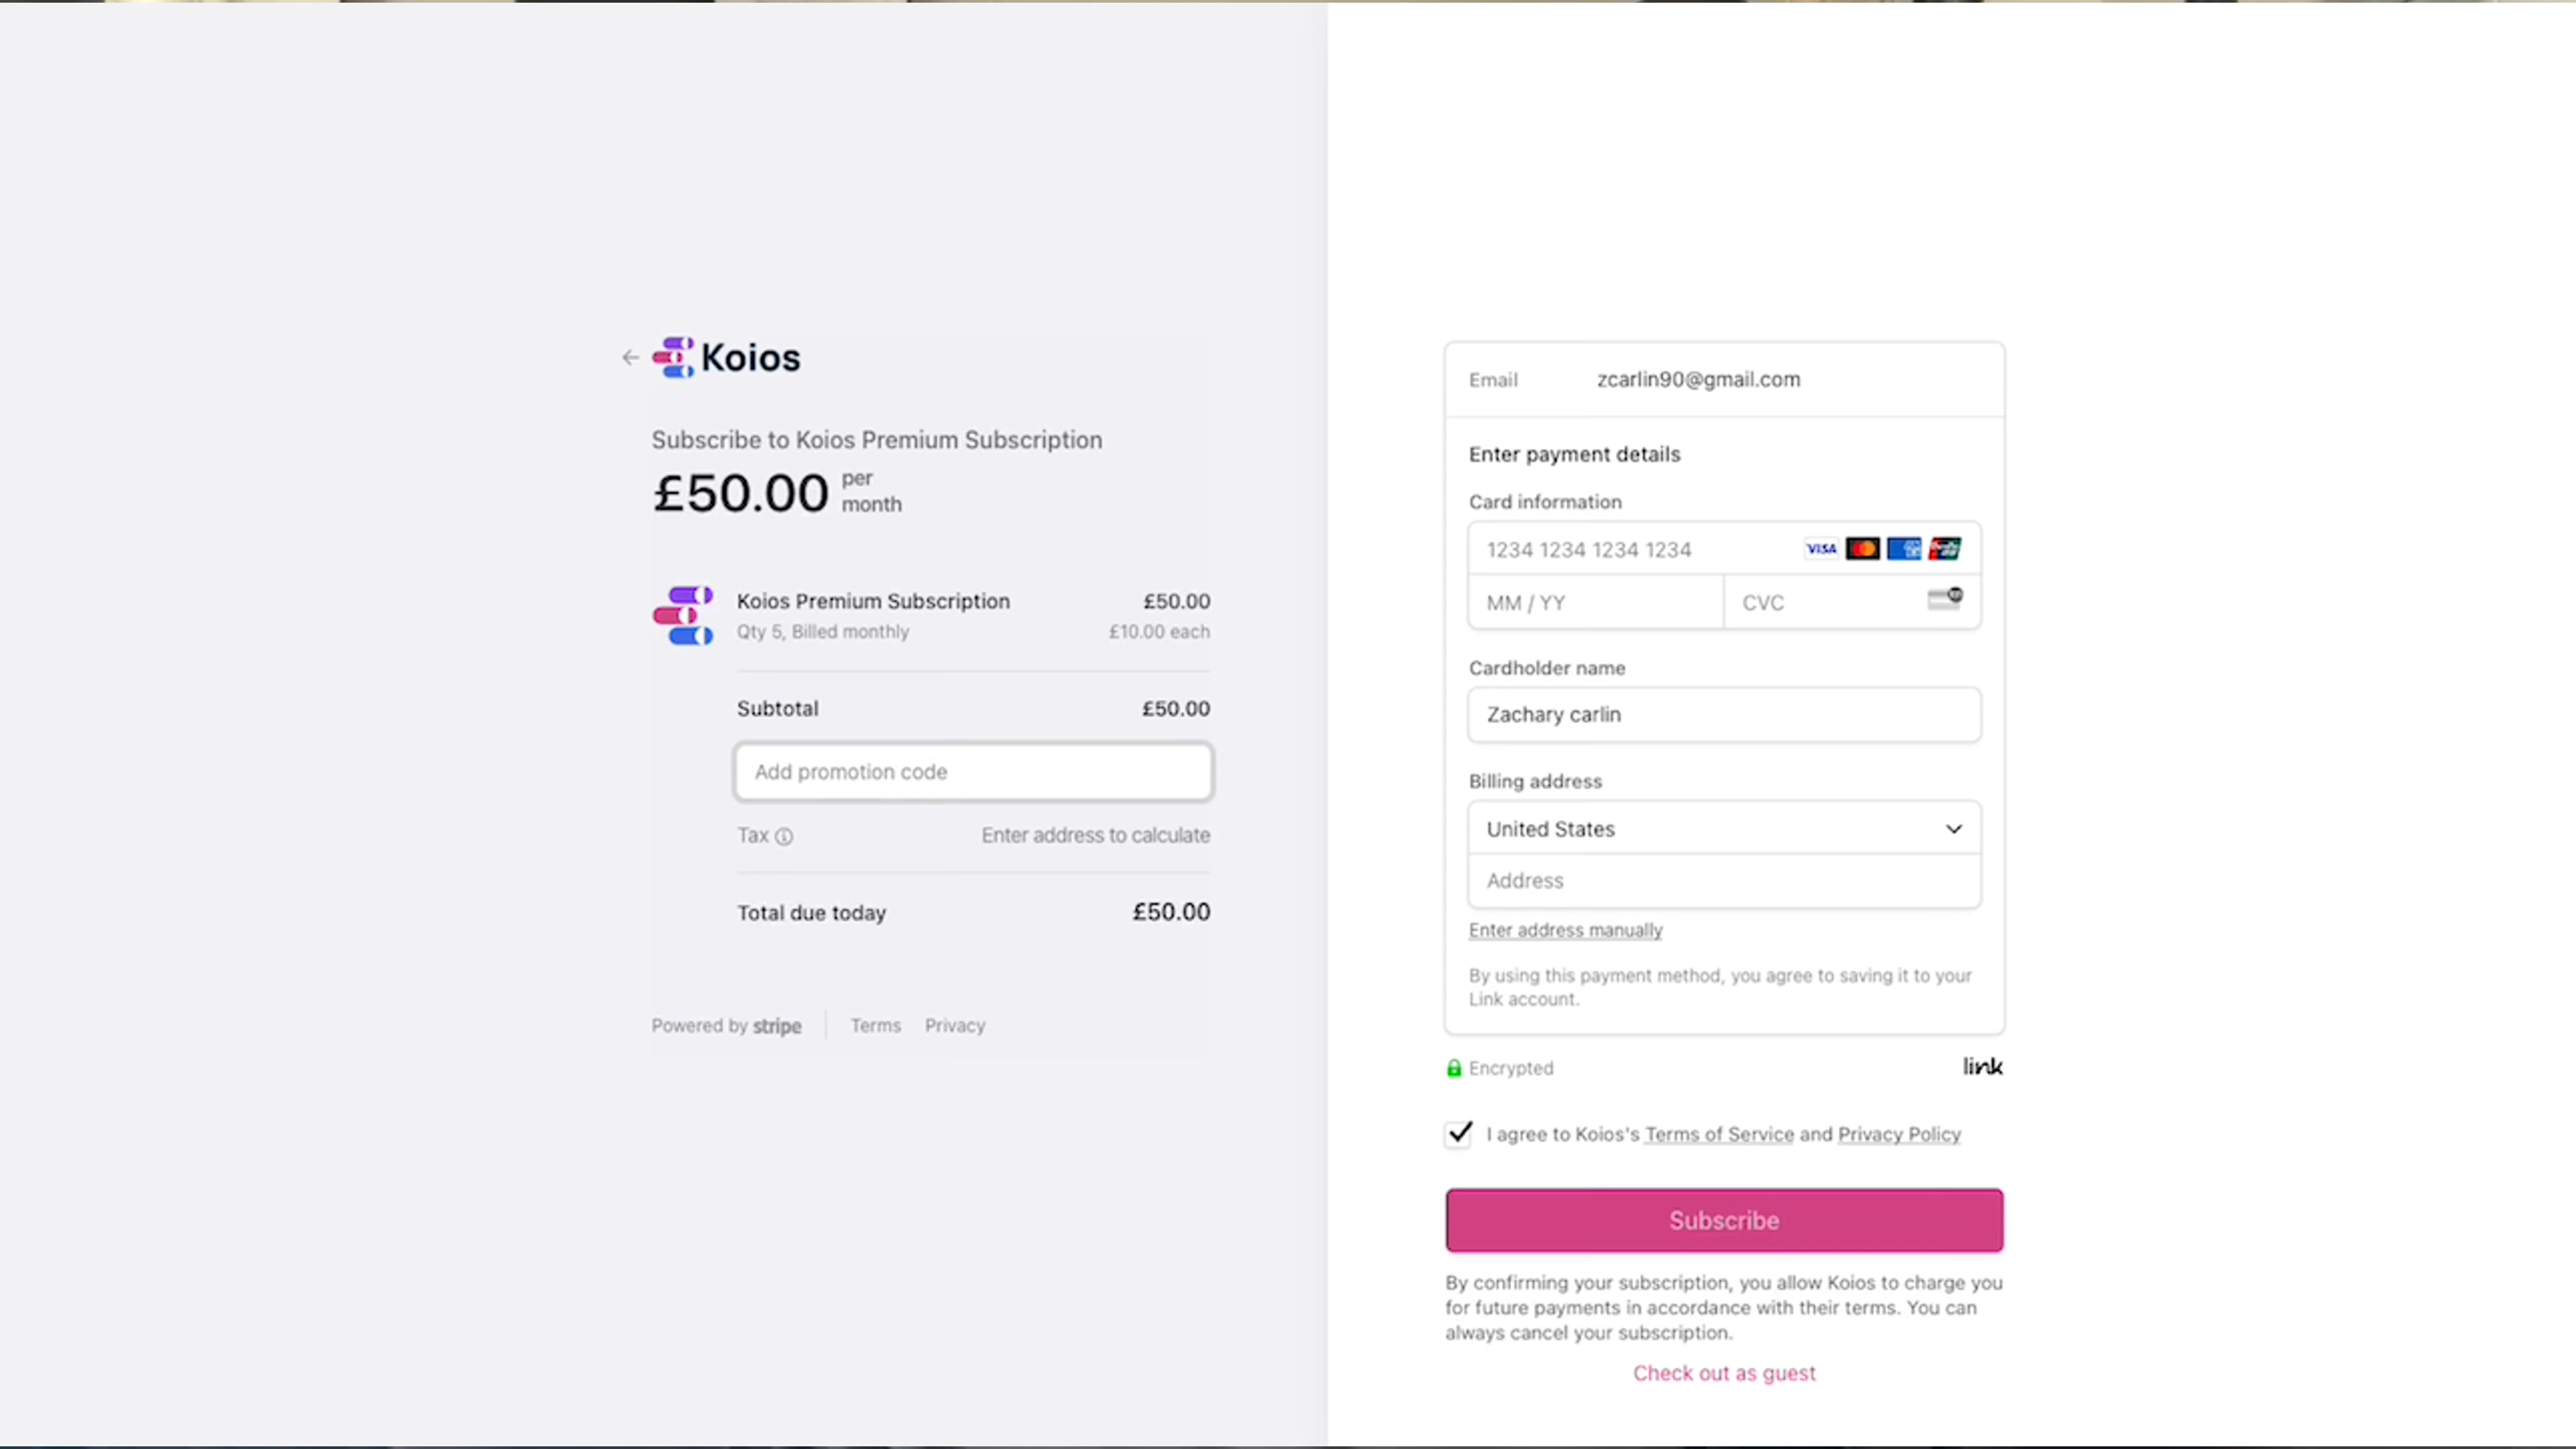 Koios
Subscribe to Koios Premium Subscription
£50.00 per month
Koios Premium Subscription £50.00
Qty 5, Billed monthly £10.00 each
Subtotal £50.00
Add promotion code
Tax Enter address to calculate
Total due today £50.00
Powered by stripe Terms Privacy
Email zcarlin90@gmail.com
Enter payment details
Card information
1234 1234 1234 1234 VISA
MM / YY CVC
Cardholder name
Zachary carlin
Billing address
United States
Address
Enter address manually
By using this payment method, you agree to saving it to your
Link account.
Encrypted link
I agree to Koios's Terms of Service and Privacy Policy
Subscribe
By confirming your subscription, you allow Koios to charge you
for future payments in accordance with their terms. You can
always cancel your subscription.
Check out as guest